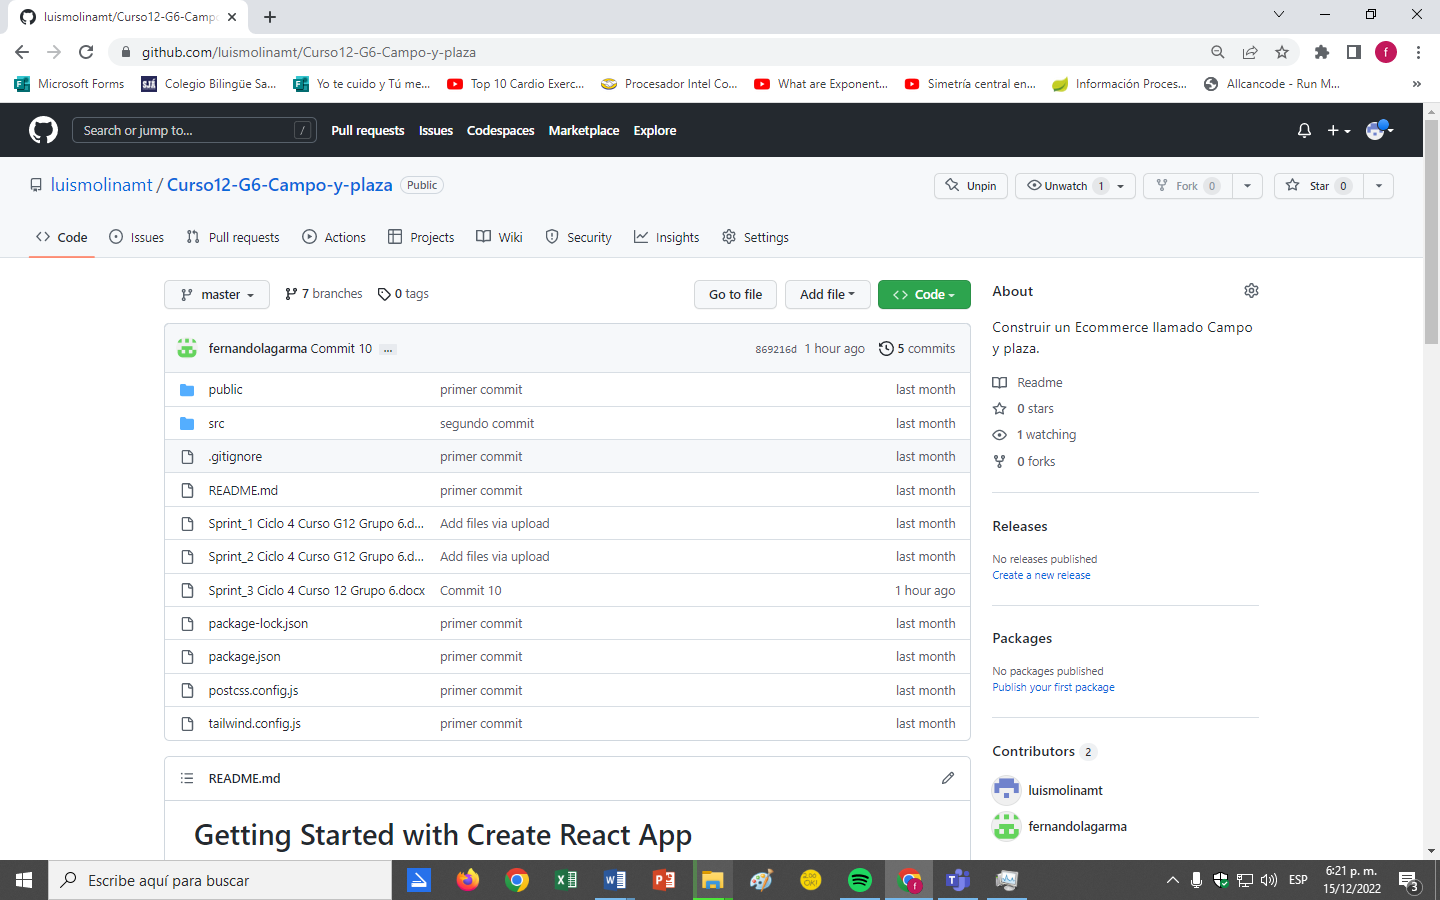 luismolinamt/Curso12-G6-Campo
github.com/luismolinamt/Curso12-G6-Campo-y-plaza
f
Microsoft Forms
Colegio Bilingüe Sa...
Yo te cuido y Tú me...
Top 10 Cardio Exerc...
Procesador Intel Co...
What are Exponent...
Simetría central en...
Información Proces...
Allcancode - Run M...
»
Search or jump to...
/
Pull requests
Issues
Codespaces
Marketplace
Explore
luismolinamt / Curso12-G6-Campo-y-plaza
Public
Unpin
Unwatch 1
Fork 0
Star 0
Code
Issues
Pull requests
Actions
Projects
Wiki
Security
Insights
Settings
master
7 branches
0 tags
Go to file
Add file
Code
fernandolagarma Commit 10 ...
869216d 1 hour ago
5 commits
public primer commit last month
src segundo commit last month
.gitignore primer commit last month
README.md primer commit last month
Sprint_1 Ciclo 4 Curso G12 Grupo 6.d... Add files via upload last month
Sprint_2 Ciclo 4 Curso G12 Grupo 6.d... Add files via upload last month
Sprint_3 Ciclo 4 Curso 12 Grupo 6.docx Commit 10 1 hour ago
package-lock.json primer commit last month
package.json primer commit last month
postcss.config.js primer commit last month
tailwind.config.js primer commit last month
README.md
Getting Started with Create React App
About
Construir un Ecommerce llamado Campo
y plaza.
Readme
0 stars
1 watching
0 forks
Releases
No releases published
Create a new release
Packages
No packages published
Publish your first package
Contributors 2
luismolinamt
fernandolagarma
Escribe aquí para buscar
ESP
6:21 p. m.
15/12/2022
3